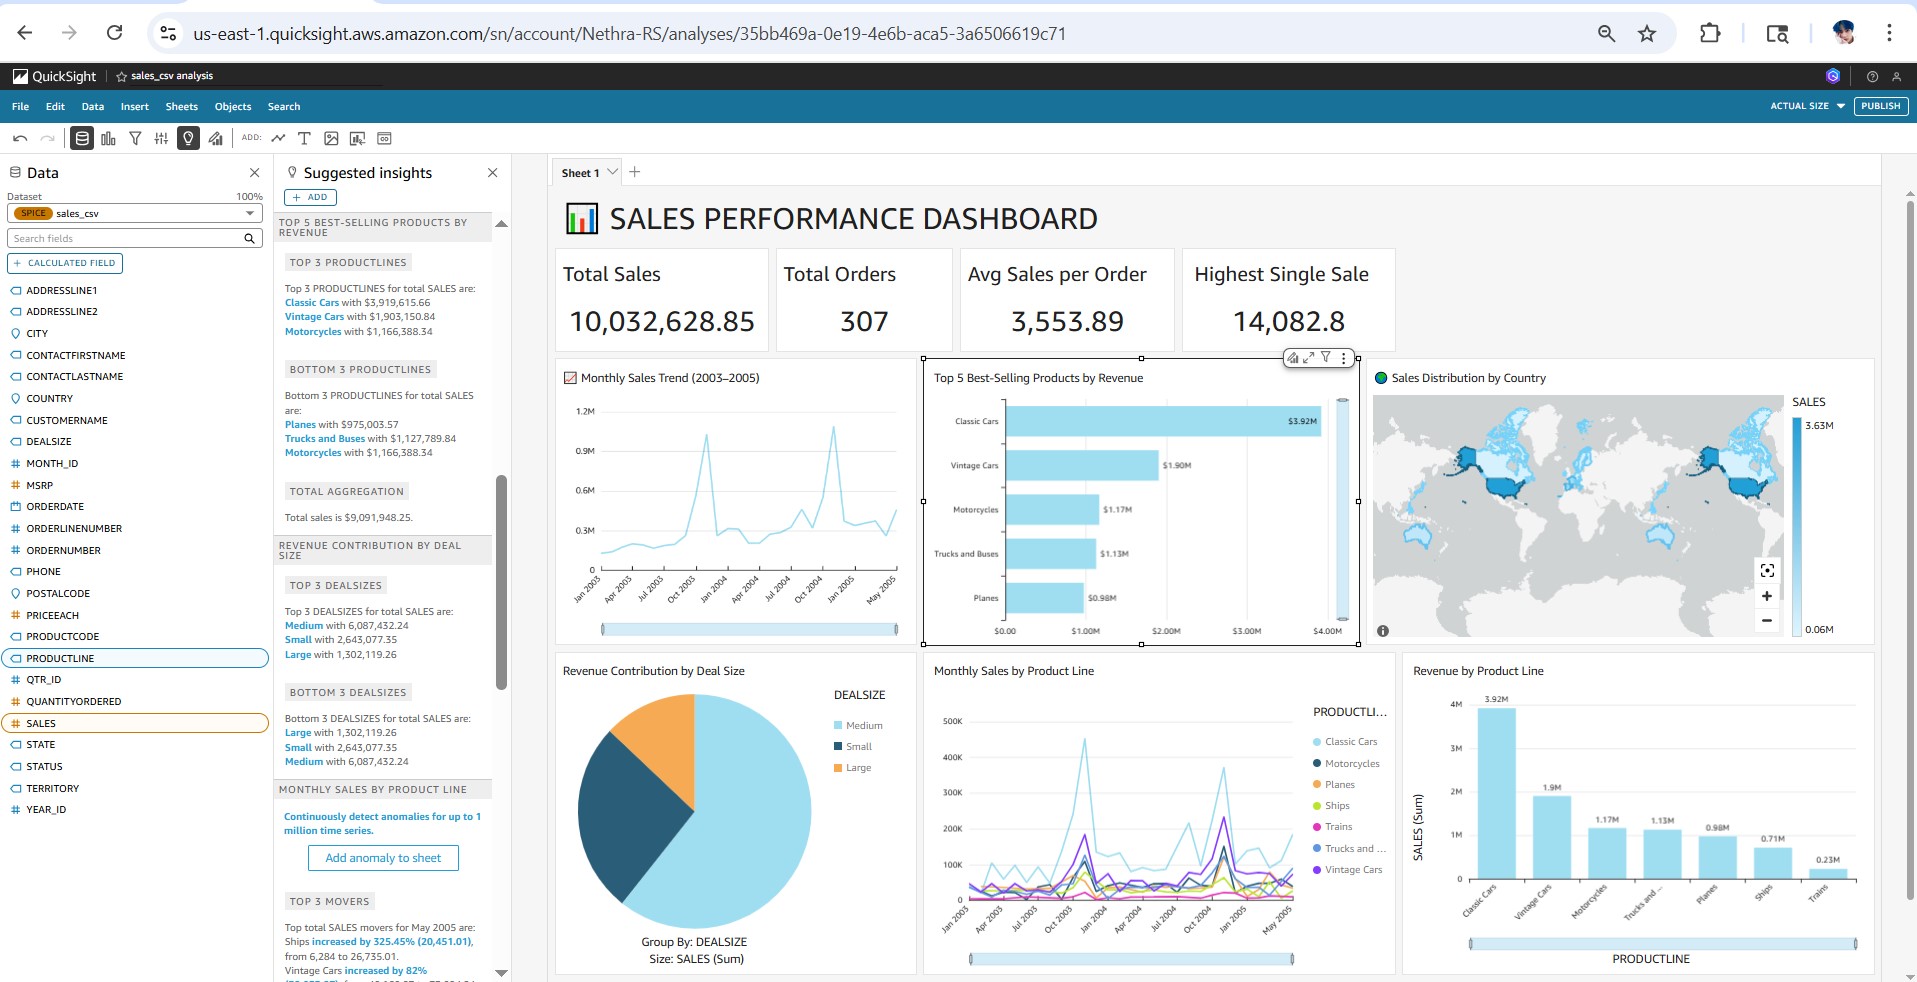 us-east-1.quicksight.aws.amazon.com/sn/account/Nethra-RS/analyses/35bb469a-0e19-4e6b-aca5-3a6506619c71
QuickSight
sales_csv analysis
File Edit Data Insert Sheets Objects Search
ACTUAL SIZE
PUBLISH
ADD:
Data
Dataset
100%
SPICE sales_csv
Search fields
+ CALCULATED FIELD
ADDRESSLINE1
ADDRESSLINE2
CITY
CONTACTFIRSTNAME
CONTACTLASTNAME
COUNTRY
CUSTOMERNAME
DEALSIZE
MONTH_ID
MSRP
ORDERDATE
ORDERLINENUMBER
ORDERNUMBER
PHONE
POSTALCODE
PRICEEACH
PRODUCTCODE
PRODUCTLINE
QTR_ID
QUANTITYORDERED
SALES
STATE
STATUS
TERRITORY
YEAR_ID
Suggested insights
+ ADD
TOP 5 BEST-SELLING PRODUCTS BY
REVENUE
TOP 3 PRODUCTLINES
Top 3 PRODUCTLINES for total SALES are:
Classic Cars with $3,919,615.66
Vintage Cars with $1,903,150.84
Motorcycles with $1,166,388.34
BOTTOM 3 PRODUCTLINES
Bottom 3 PRODUCTLINES for total SALES
are:
Planes with $975,003.57
Trucks and Buses with $1,127,789.84
Motorcycles with $1,166,388.34
TOTAL AGGREGATION
Total sales is $9,091,948.25.
REVENUE CONTRIBUTION BY DEAL
SIZE
TOP 3 DEALSIZES
Top 3 DEALSIZES for total SALES are:
Medium with 6,087,432.24
Small with 2,643,077.35
Large with 1,302,119.26
BOTTOM 3 DEALSIZES
Bottom 3 DEALSIZES for total SALES are:
Large with 1,302,119.26
Small with 2,643,077.35
Medium with 6,087,432.24
MONTHLY SALES BY PRODUCT LINE
Continuously detect anomalies for up to 1
million time series.
Add anomaly to sheet
TOP 3 MOVERS
Top total SALES movers for May 2005 are:
Ships increased by 325.45% (20,451.01),
from 6,284 to 26,735.01.
Vintage Cars increased by 82%
Sheet 1
SALES PERFORMANCE DASHBOARD
Total Sales
10,032,628.85
Total Orders
307
Avg Sales per Order
3,553.89
Highest Single Sale
14,082.8
Monthly Sales Trend (2003–2005)
1.2M
0.9M
0.6M
0.3M
0
Jan 2003
Apr 2003
Jul 2003
Oct 2003
Jan 2004
Apr 2004
Jul 2004
Oct 2004
Jan 2005
May 2005
Top 5 Best-Selling Products by Revenue
Classic Cars $3.92M
Vintage Cars $1.90M
Motorcycles $1.17M
Trucks and Buses $1.13M
Planes $0.98M
$0.00 $1.00M $2.00M $3.00M $4.00M
Sales Distribution by Country
SALES
3.63M
0.06M
Revenue Contribution by Deal Size
DEALSIZE
Medium
Small
Large
Group By: DEALSIZE
Size: SALES (Sum)
Monthly Sales by Product Line
500K
400K
300K
200K
100K
0
Jan 2003
Apr 2003
Jul 2003
Oct 2003
Jan 2004
Apr 2004
Jul 2004
Oct 2004
Jan 2005
May 2005
PRODUCTLI...
Classic Cars
Motorcycles
Planes
Ships
Trains
Trucks and ...
Vintage Cars
Revenue by Product Line
SALES (Sum)
4M
3M
2M
1M
0
3.92M
1.9M
1.17M
1.13M
0.98M
0.71M
0.23M
Classic Cars
Vintage Cars
Motorcycles
Trucks and ...
Planes
Ships
Trains
PRODUCTLINE